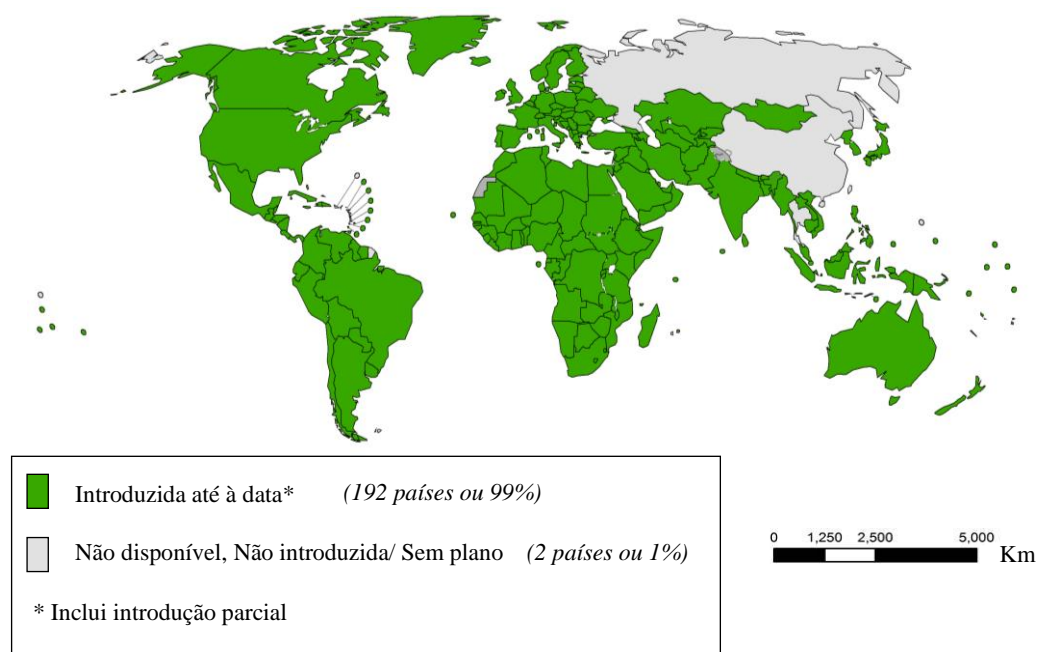 Introduzida até à data* (192 países ou 99%)
Não disponível, Não introduzida/ Sem plano (2 países ou 1%)
* Inclui introdução parcial
0 1,250 2,500 5,000 Km